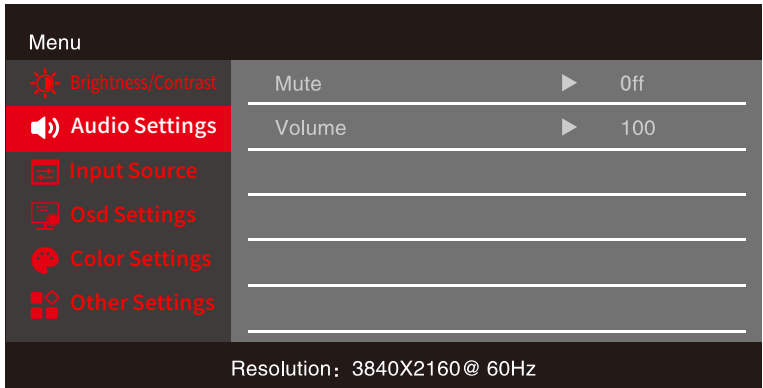 Menu
Brightness/Contrast Mute Off
Audio Settings Volume 100
Input Source
Osd Settings
Color Settings
Other Settings
Resolution：3840X2160@ 60Hz